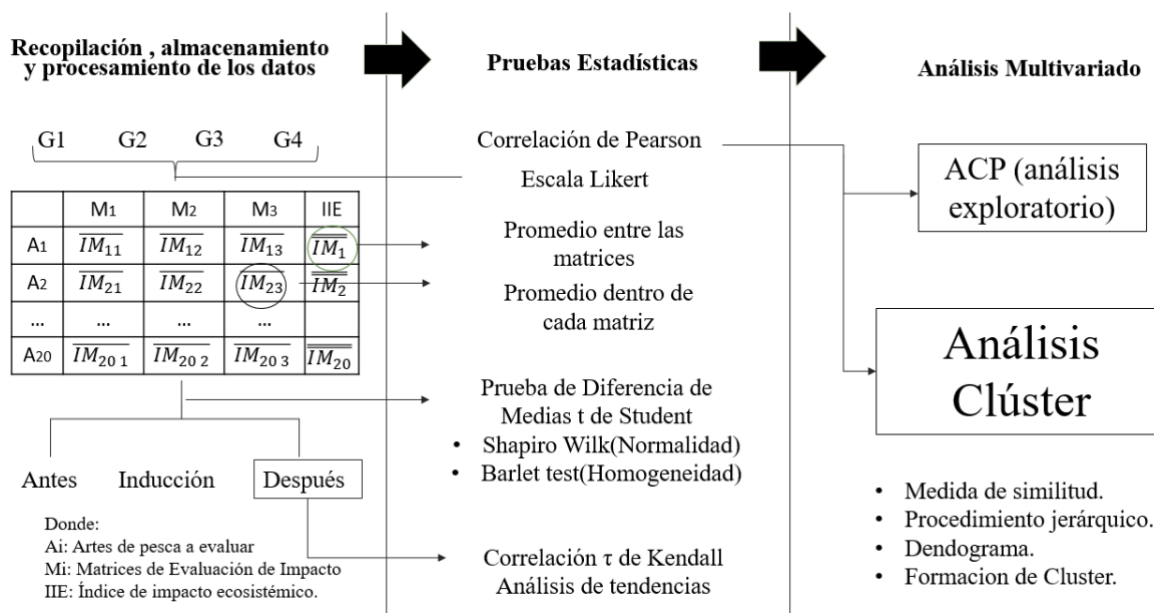 Recopilación , almacenamiento
y procesamiento de los datos
G1 G2 G3 G4
M1 M2 M3 IIE
A1 IM11 IM12 IM13 IM1
A2 IM21 IM22 IM23 IM2
... ... ... ...
A20 IM20 1 IM20 2 IM20 3 IM20
Antes Inducción Después
Donde:
Ai: Artes de pesca a evaluar
Mi: Matrices de Evaluación de Impacto
IIE: Índice de impacto ecosistémico.
Pruebas Estadísticas
Correlación de Pearson
Escala Likert
Promedio entre las
matrices
Promedio dentro de
cada matriz
Prueba de Diferencia de
Medias t de Student
• Shapiro Wilk(Normalidad)
• Barlet test(Homogeneidad)
Correlación τ de Kendall
Análisis de tendencias
Análisis Multivariado
ACP (análisis
exploratorio)
Análisis
Clúster
• Medida de similitud.
• Procedimiento jerárquico.
• Dendograma.
• Formacion de Cluster.